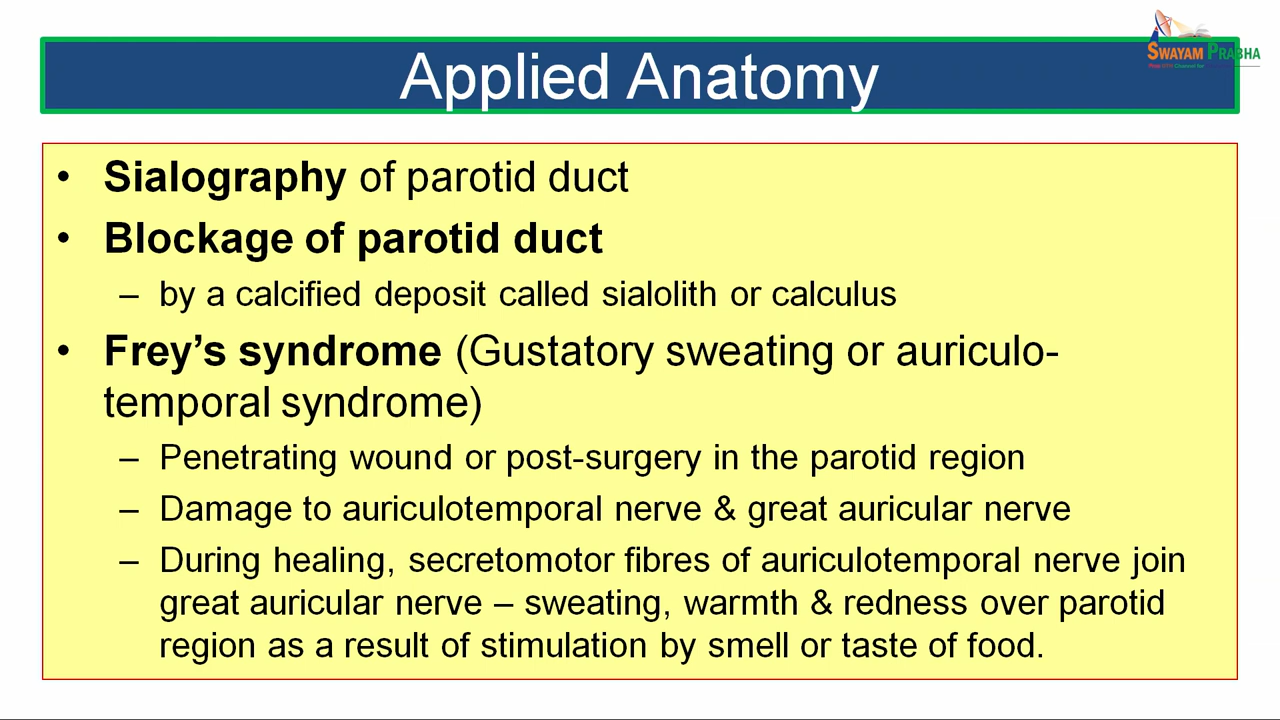 SWAYAM PRABHA
Applied Anatomy
• Sialography of parotid duct
• Blockage of parotid duct
– by a calcified deposit called sialolith or calculus
• Frey’s syndrome (Gustatory sweating or auriculo-
temporal syndrome)
– Penetrating wound or post-surgery in the parotid region
– Damage to auriculotemporal nerve & great auricular nerve
– During healing, secretomotor fibres of auriculotemporal nerve join
great auricular nerve – sweating, warmth & redness over parotid
region as a result of stimulation by smell or taste of food.